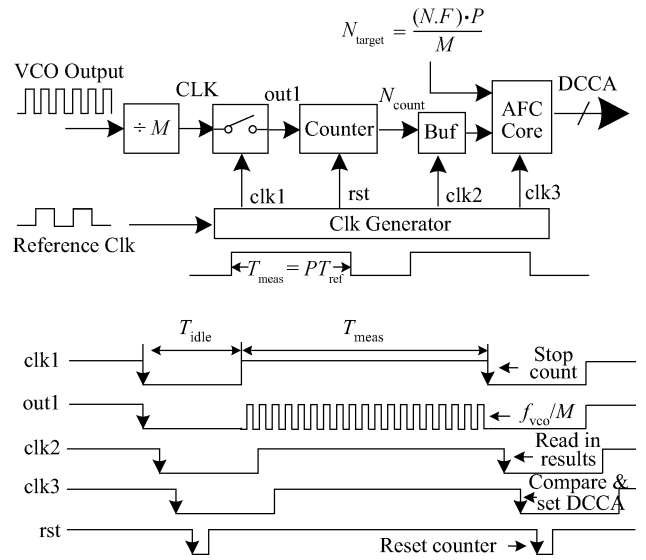 N_target = (N.F)·P / M
VCO Output
CLK
out1
N_count
DCCA
÷ M
Counter
Buf
AFC
Core
clk1
rst
clk2
clk3
Clk Generator
Reference Clk
T_meas = PT_ref
T_idle
T_meas
clk1
Stop
count
out1
f_vco/M
clk2
Read in
results
clk3
Compare &
set DCCA
rst
Reset counter